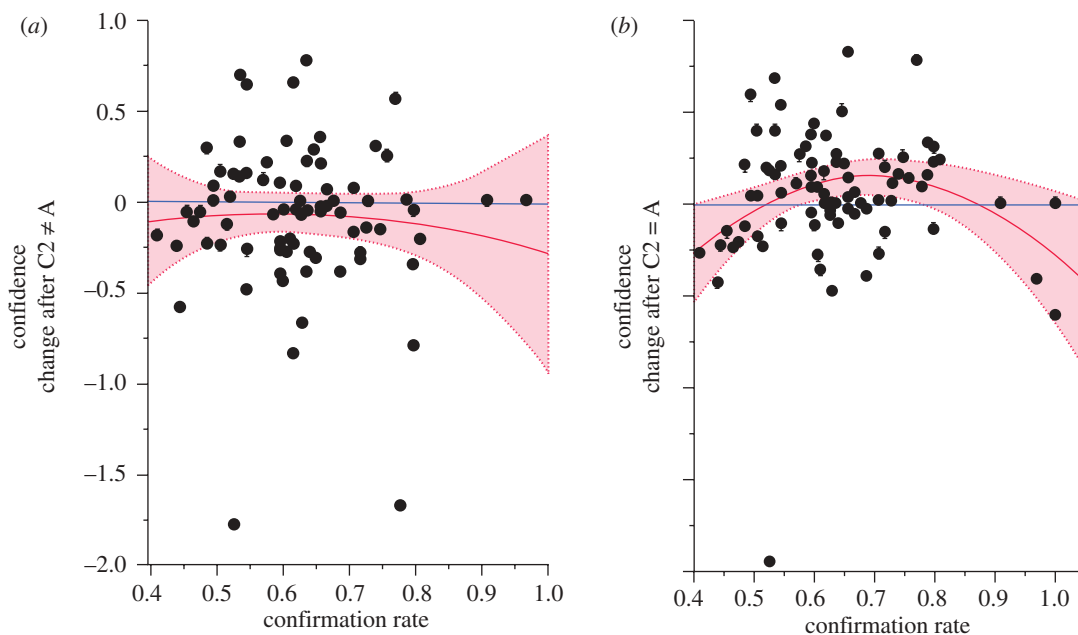 (a)
1.0
0.5
0
–0.5
–1.0
–1.5
–2.0
confidence
change after C2 ≠ A
0.4 0.5 0.6 0.7 0.8 0.9 1.0
confirmation rate
(b)
confidence
change after C2 = A
0.4 0.5 0.6 0.7 0.8 0.9 1.0
confirmation rate